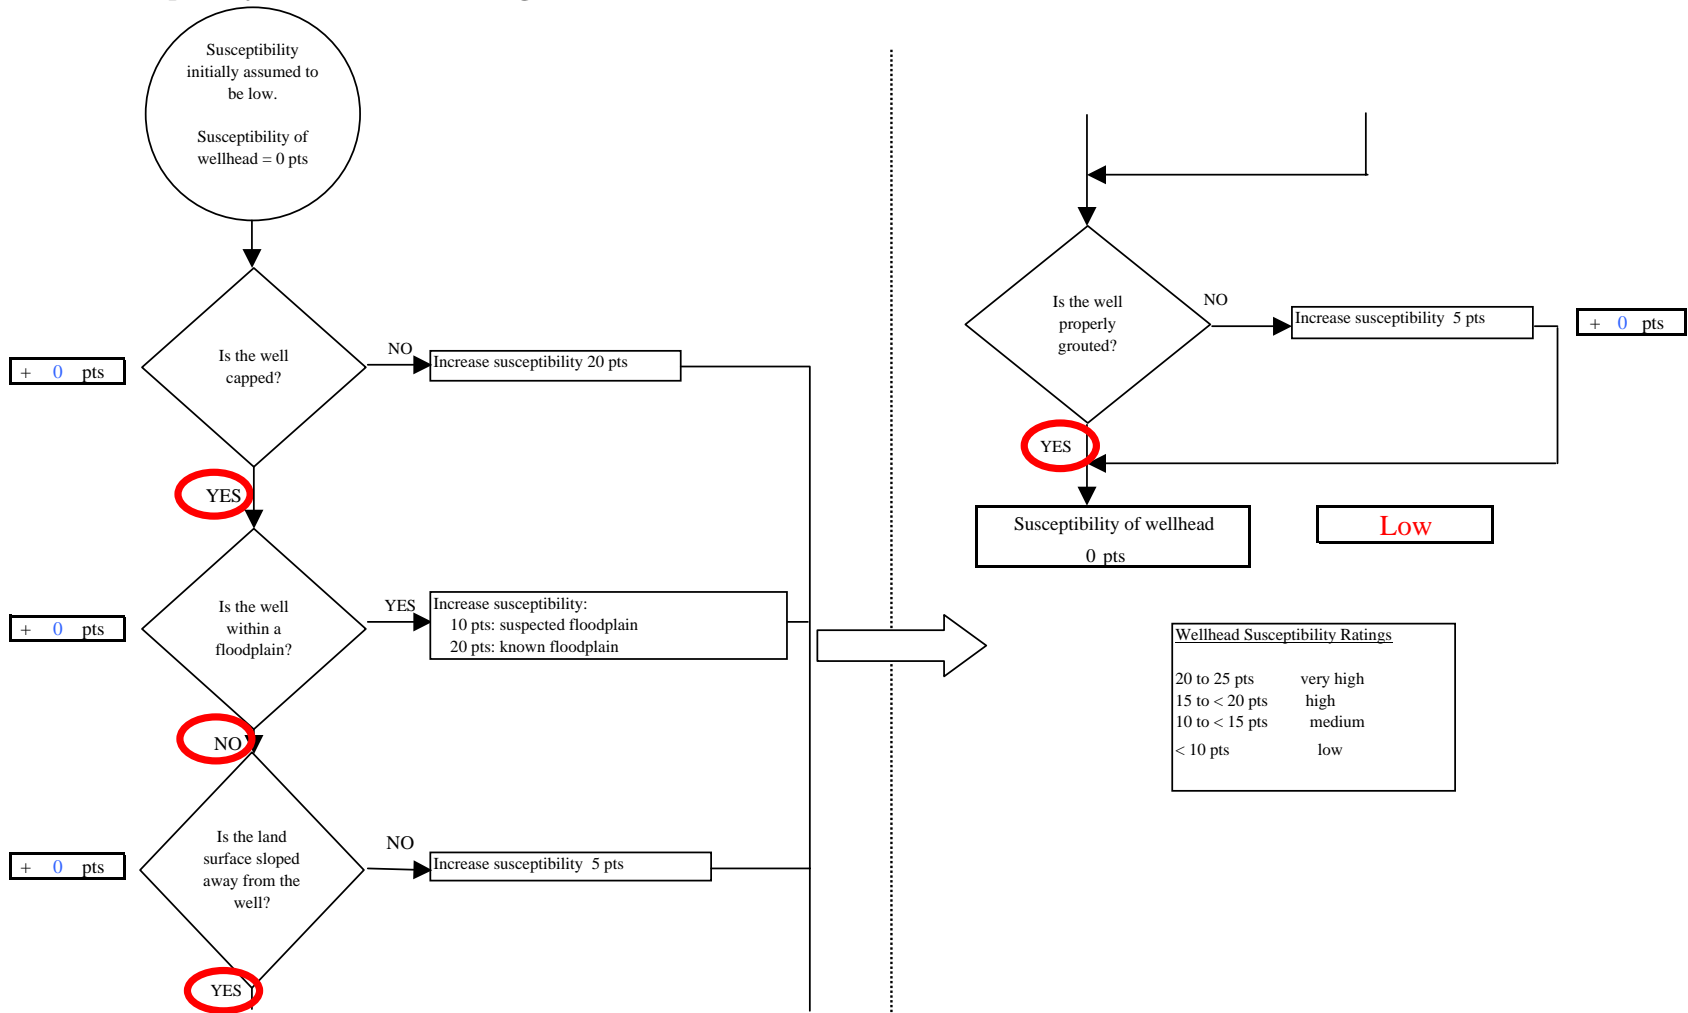 Susceptibility
initially assumed to
be low.
Susceptibility of
wellhead = 0 pts
Is the well
capped?
NO
Increase susceptibility 20 pts
+ 0 pts
YES
Is the well
within a
floodplain?
YES
Increase susceptibility:
10 pts: suspected floodplain
20 pts: known floodplain
+ 0 pts
NO
Is the land
surface sloped
away from the
well?
NO
Increase susceptibility 5 pts
+ 0 pts
YES
Is the well
properly
grouted?
NO
Increase susceptibility 5 pts
+ 0 pts
YES
Susceptibility of wellhead
0 pts
Low
Wellhead Susceptibility Ratings
20 to 25 pts very high
15 to < 20 pts high
10 to < 15 pts medium
< 10 pts low